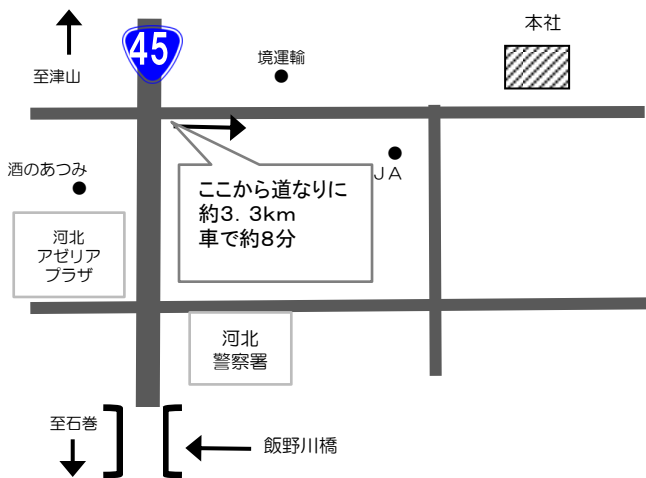 本社
45
境運輸
至津山
酒のあつみ
JA
ここから道なりに
約3．3km
車で約8分
河北
アゼリア
プラザ
河北
警察署
至石巻
飯野川橋